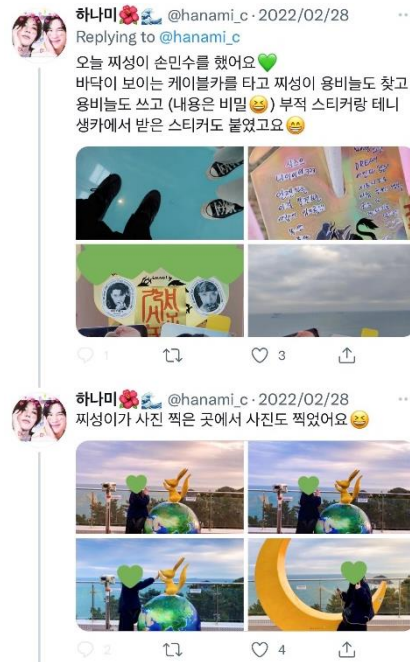 하나미🌺🌊 @hanami_c · 2022/02/28
Replying to @hanami_c
오늘 찌성이 손민수를 했어요💚
바닥이 보이는 케이블카를 타고 찌성이 용비늘도 찾고
용비늘도 쓰고 (내용은 비밀😆) 부적 스티커랑 테니
생카에서 받은 스티커도 붙였고요😁
DREAM
1
3
하나미🌺🌊 @hanami_c · 2022/02/28
찌성이가 사진 찍은 곳에서 사진도 찍었어요😆
2
4